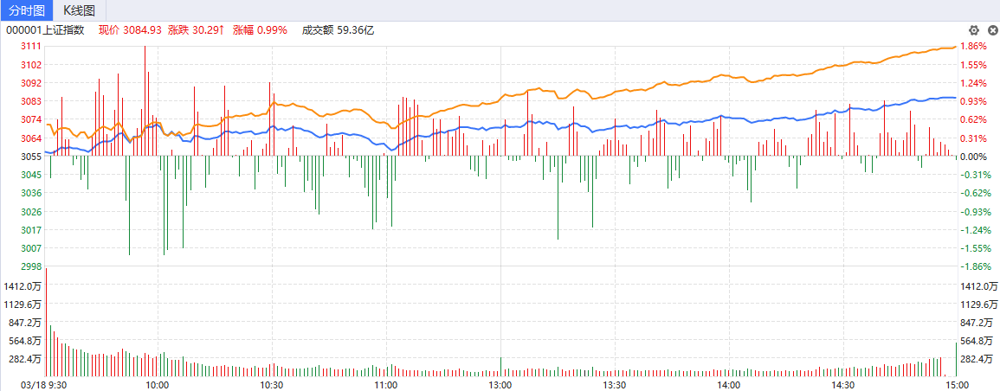 分时图 K线图
000001上证指数 现价 3084.93 涨跌 30.29↑ 涨幅 0.99% 成交额 59.36亿
3111 1.86%
3102 1.55%
3092 1.24%
3083 0.93%
3074 0.62%
3064 0.31%
3055 0.00%
3045 -0.31%
3036 -0.62%
3026 -0.93%
3017 -1.24%
3007 -1.55%
2998 -1.86%
1412.0万 1412.0万
1129.6万 1129.6万
847.2万 847.2万
564.8万 564.8万
282.4万 282.4万
03/18 9:30 10:00 10:30 11:00 13:00 13:30 14:00 14:30 15:00